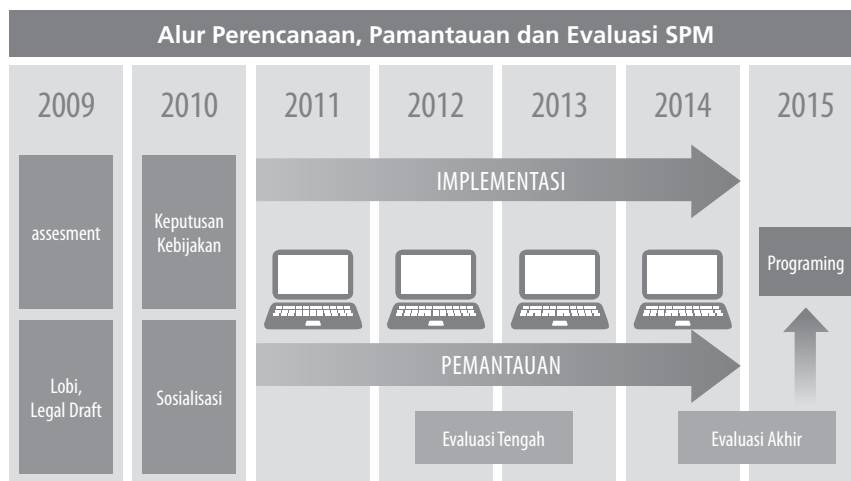 Alur Perencanaan, Pamantauan dan Evaluasi SPM
2009
2010
2011
2012
2013
2014
2015
assesment
Keputusan
Kebijakan
IMPLEMENTASI
Programing
Lobi,
Legal Draft
Sosialisasi
PEMANTAUAN
Evaluasi Tengah
Evaluasi Akhir